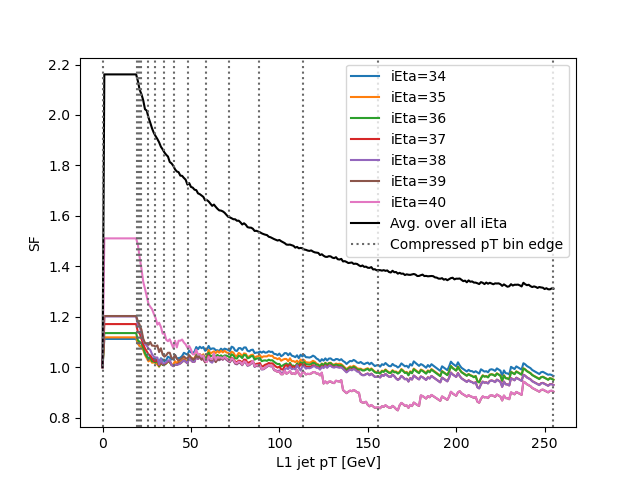 2.2
2.0
1.8
1.6
1.4
1.2
1.0
0.8
SF
0 50 100 150 200 250
L1 jet pT [GeV]
iEta=34
iEta=35
iEta=36
iEta=37
iEta=38
iEta=39
iEta=40
Avg. over all iEta
Compressed pT bin edge